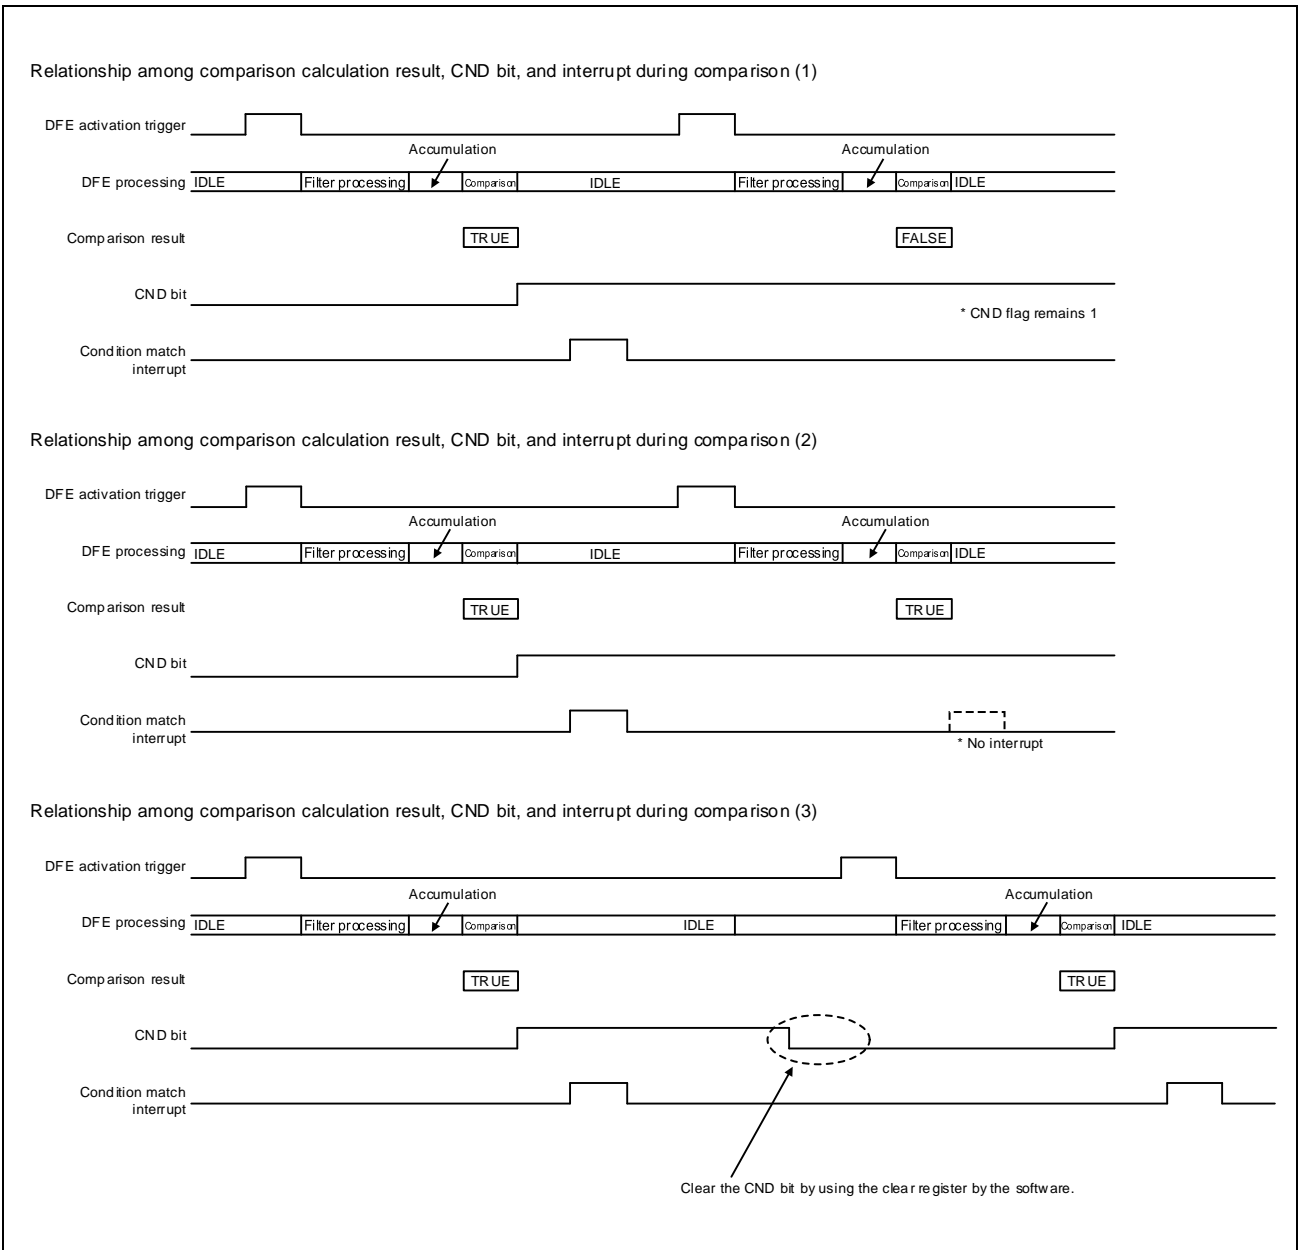 Relationship among comparison calculation result, CND bit, and interrupt during comparison (1)
DFE activation trigger
Accumulation Accumulation
DFE processing IDLE Filter processing Comparison IDLE Filter processing Comparison IDLE
Comparison result TRUE FALSE
CND bit
* CND flag remains 1
Condition match
interrupt
Relationship among comparison calculation result, CND bit, and interrupt during comparison (2)
DFE activation trigger
Accumulation Accumulation
DFE processing IDLE Filter processing Comparison IDLE Filter processing Comparison IDLE
Comparison result TRUE TRUE
CND bit
Condition match
interrupt
* No interrupt
Relationship among comparison calculation result, CND bit, and interrupt during comparison (3)
DFE activation trigger
Accumulation Accumulation
DFE processing IDLE Filter processing Comparison IDLE Filter processing Comparison IDLE
Comparison result TRUE TRUE
CND bit
Condition match
interrupt
Clear the CND bit by using the clear register by the software.